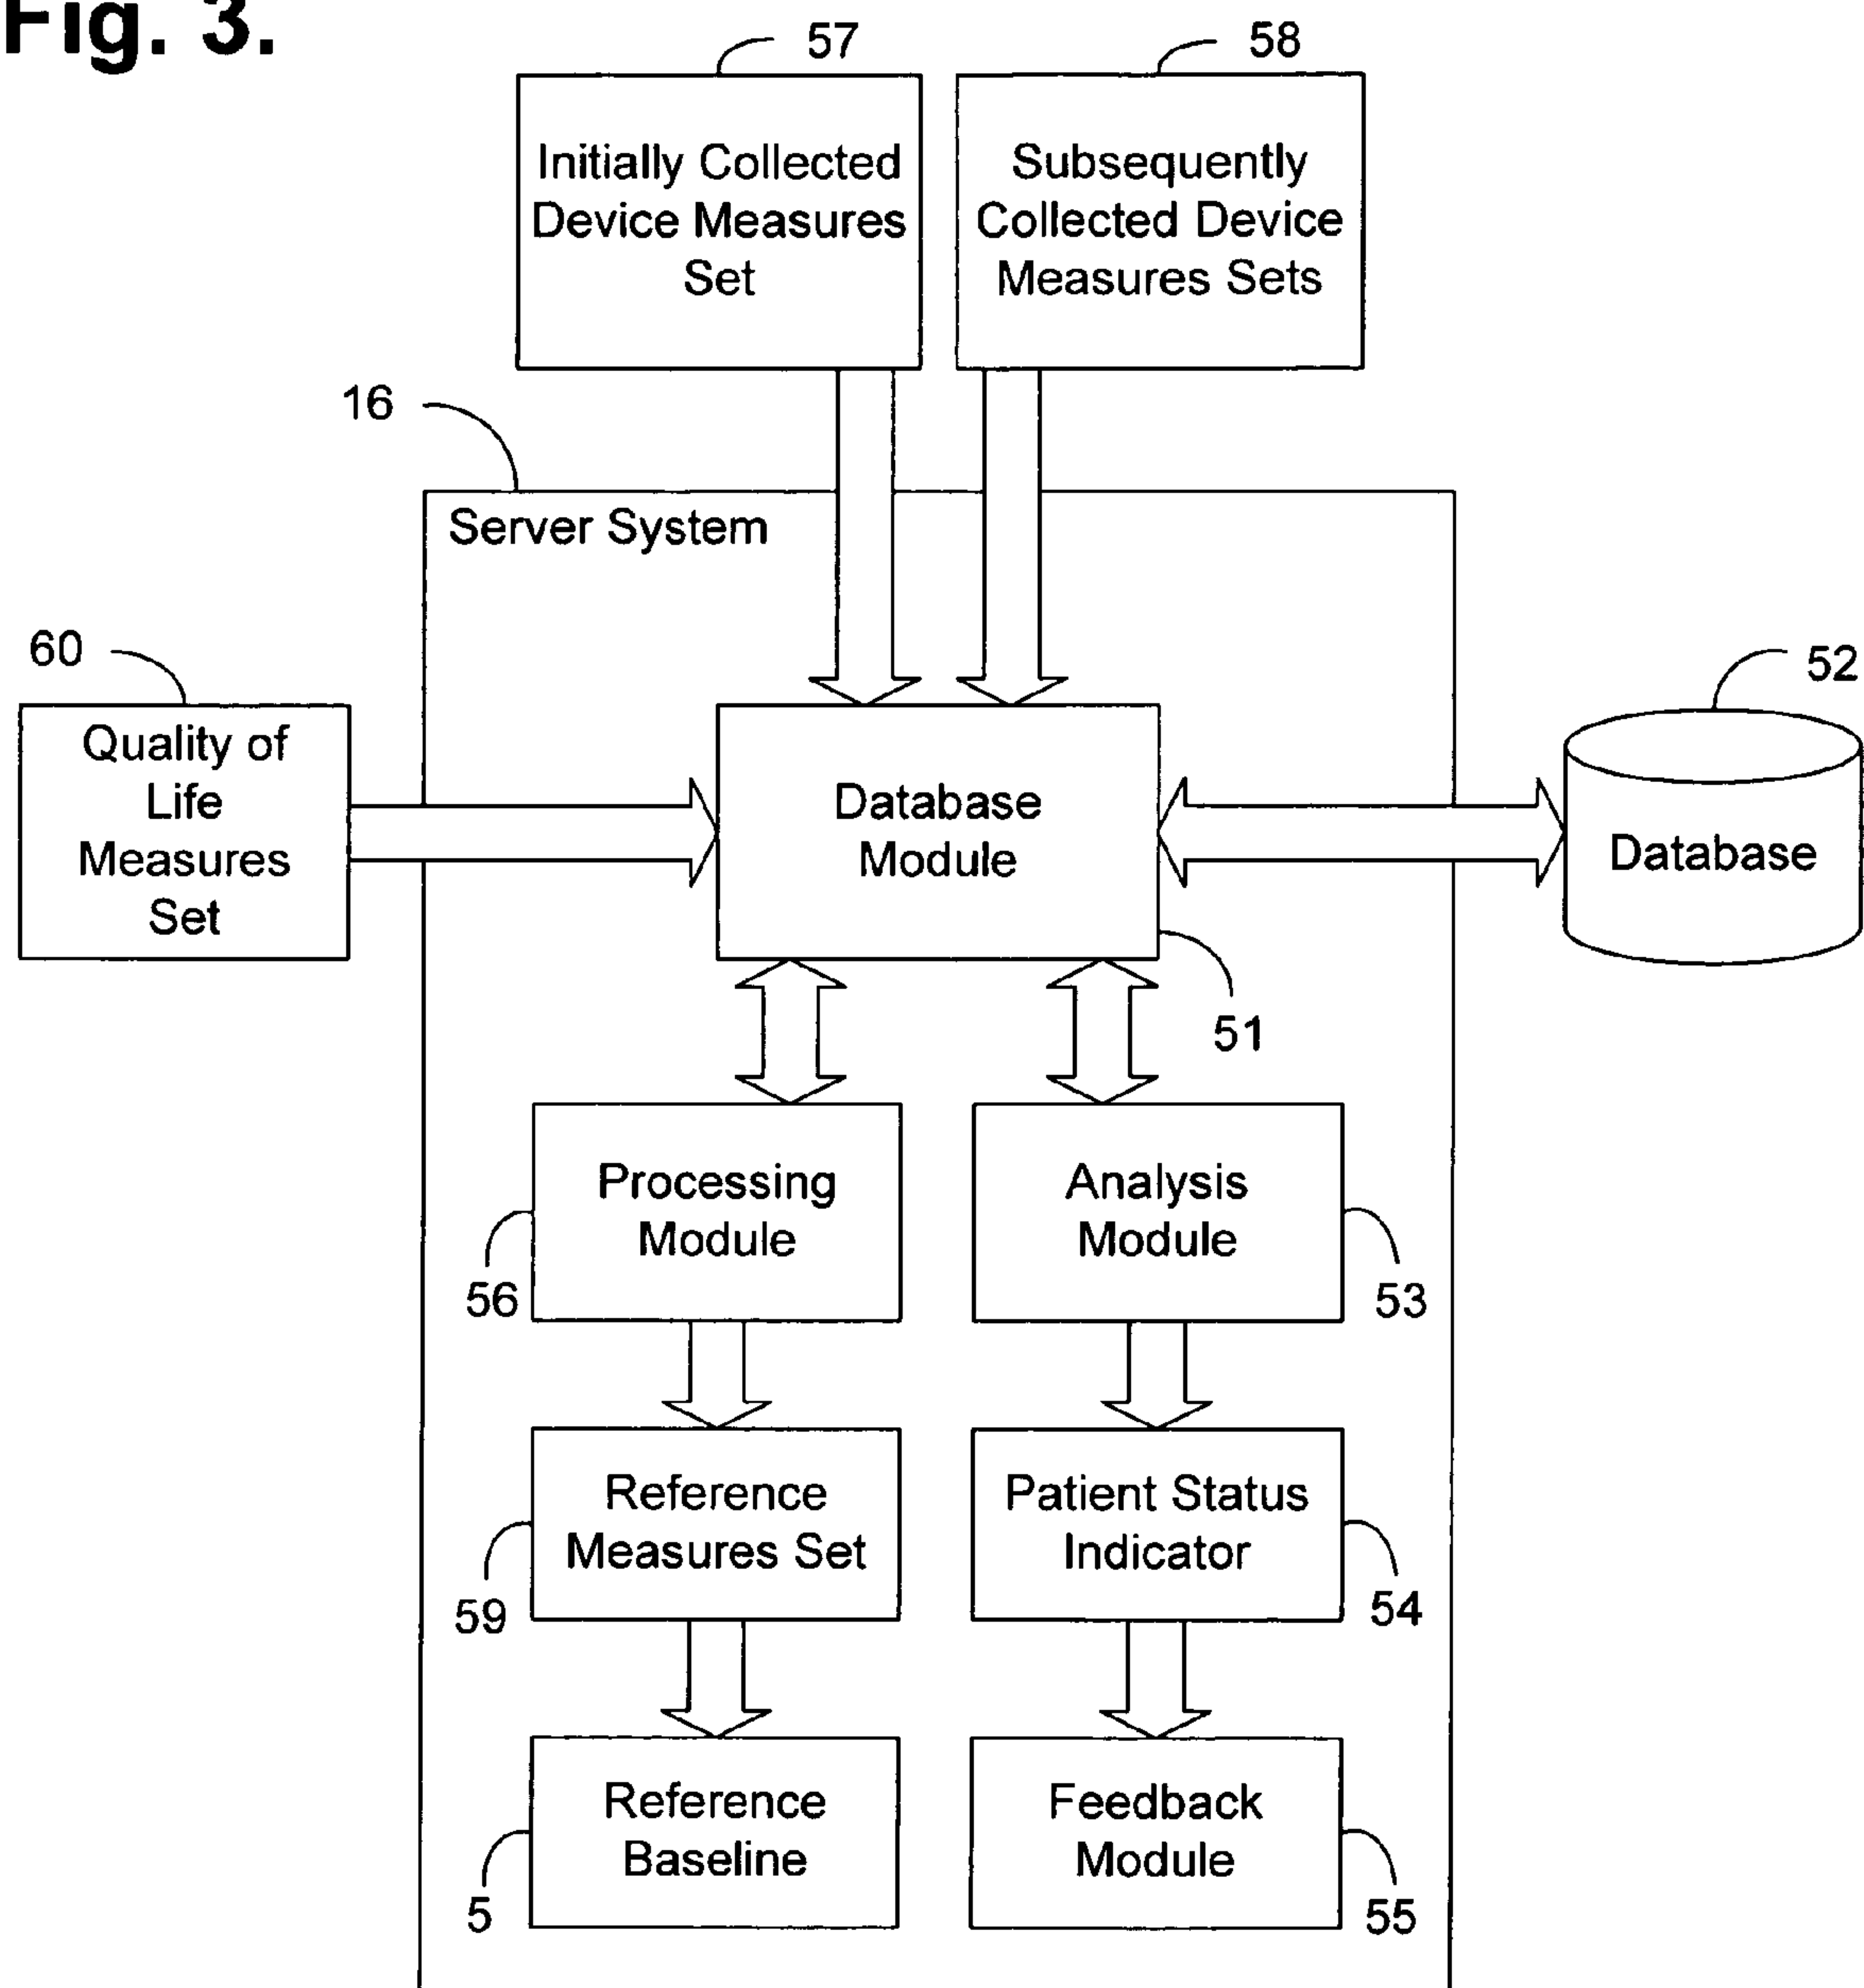 Fig. 3.
57
58
Initially Collected
Device Measures
Set
Subsequently
Collected Device
Measures Sets
16
Server System
60
52
Quality of
Life
Measures
Set
Database
Module
Database
51
Processing
Module
Analysis
Module
56
53
Reference
Measures Set
Patient Status
Indicator
59
54
Reference
Baseline
Feedback
Module
5
55